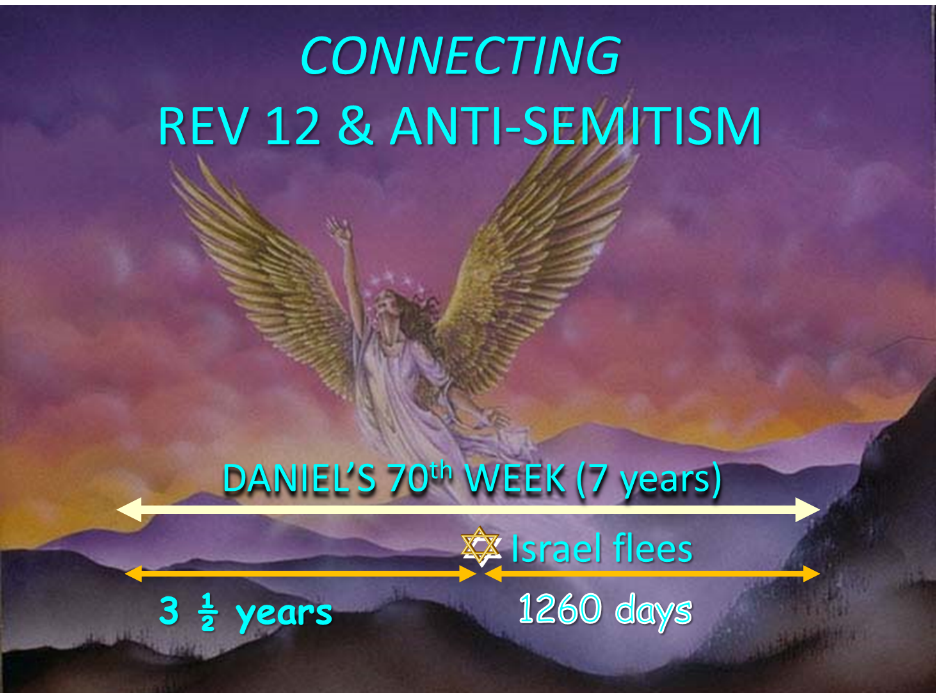 CONNECTING
REV 12 & ANTI-SEMITISM
DANIEL'S 70th WEEK (7 years)
Israel flees
3 ½ years
1260 days